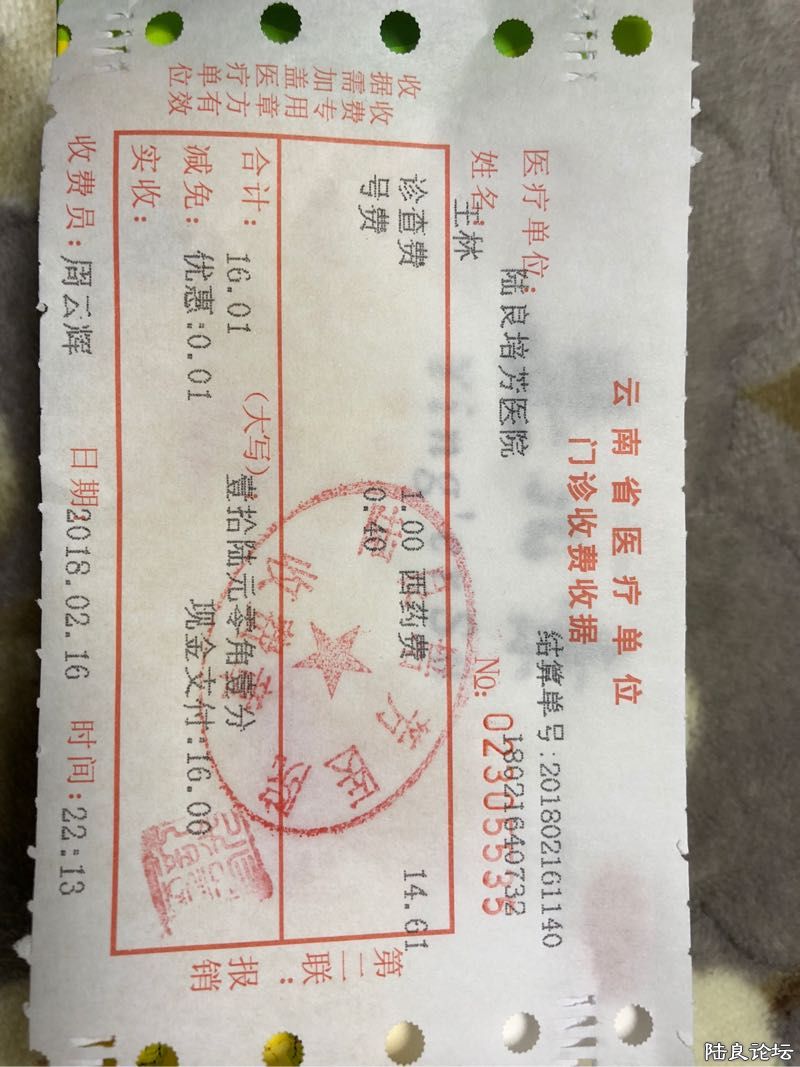 云南省医疗单位
门诊收费收据
结算单号:201802161140
医疗单位: 陆良培芳医院
18021640732
姓名: 王林
№: 02305535
诊查费 1.00 西药费 14.61
号费 0.40
合计: 16.01 (大写) 壹拾陆元零角壹分
减免: 优惠:0.01 现金支付:16.00
实收:
收费员:周云辉 日期2018.02.16 时间:22:13
收费收
据专用方有
需加盖医疗单位
章
效
第二联:报销
陆良论坛